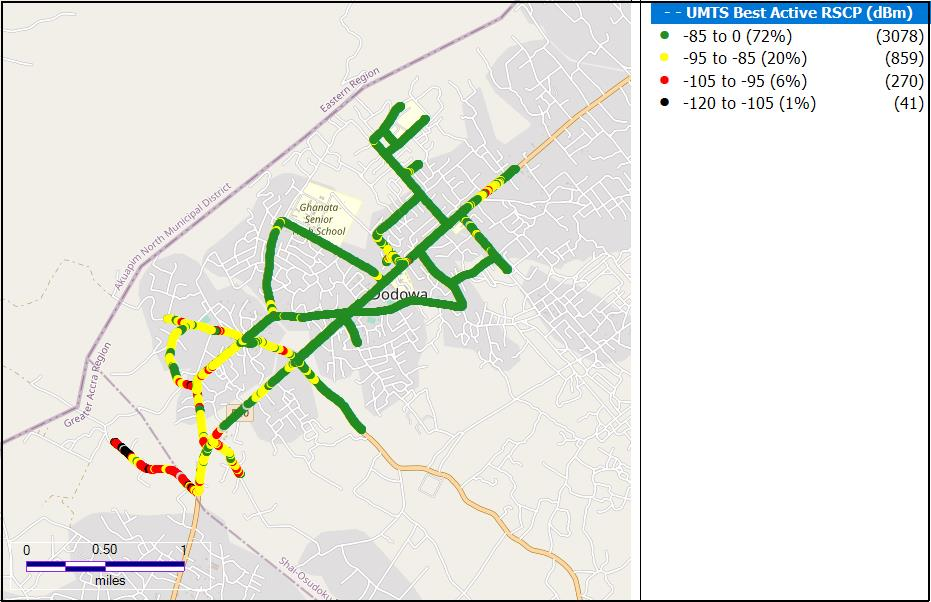 - - UMTS Best Active RSCP (dBm)
-85 to 0 (72%) (3078)
-95 to -85 (20%) (859)
-105 to -95 (6%) (270)
-120 to -105 (1%) (41)
Eastern Region
Akuapim North Municipal District
Ghanata
Senior
High School
Dodowa
Greater Accra Region
Shai-Osudoku
0 0.50 1
miles